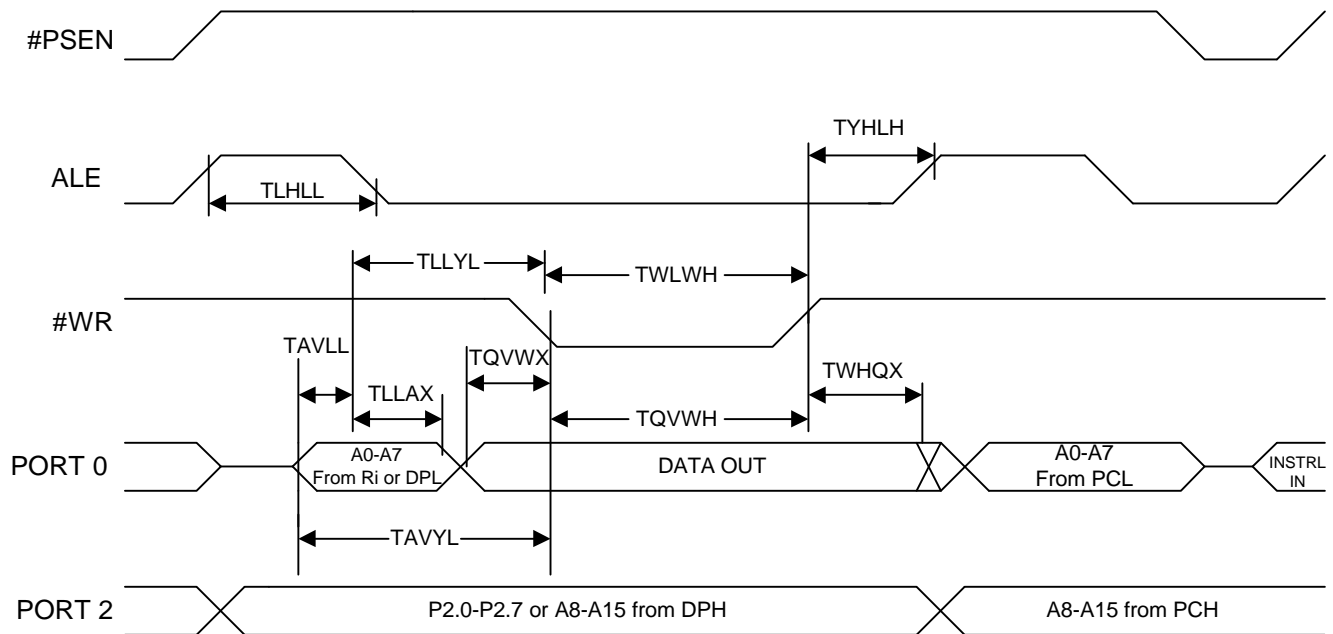 #PSEN
TYHLH
ALE
TLHLL
TLLYL
TWLWH
#WR
TAVLL
TQVWX
TLLAX
TWHQX
TQVWH
PORT 0
A0-A7
From Ri or DPL
DATA OUT
A0-A7
From PCL
INSTRL
IN
TAVYL
PORT 2
P2.0-P2.7 or A8-A15 from DPH
A8-A15 from PCH